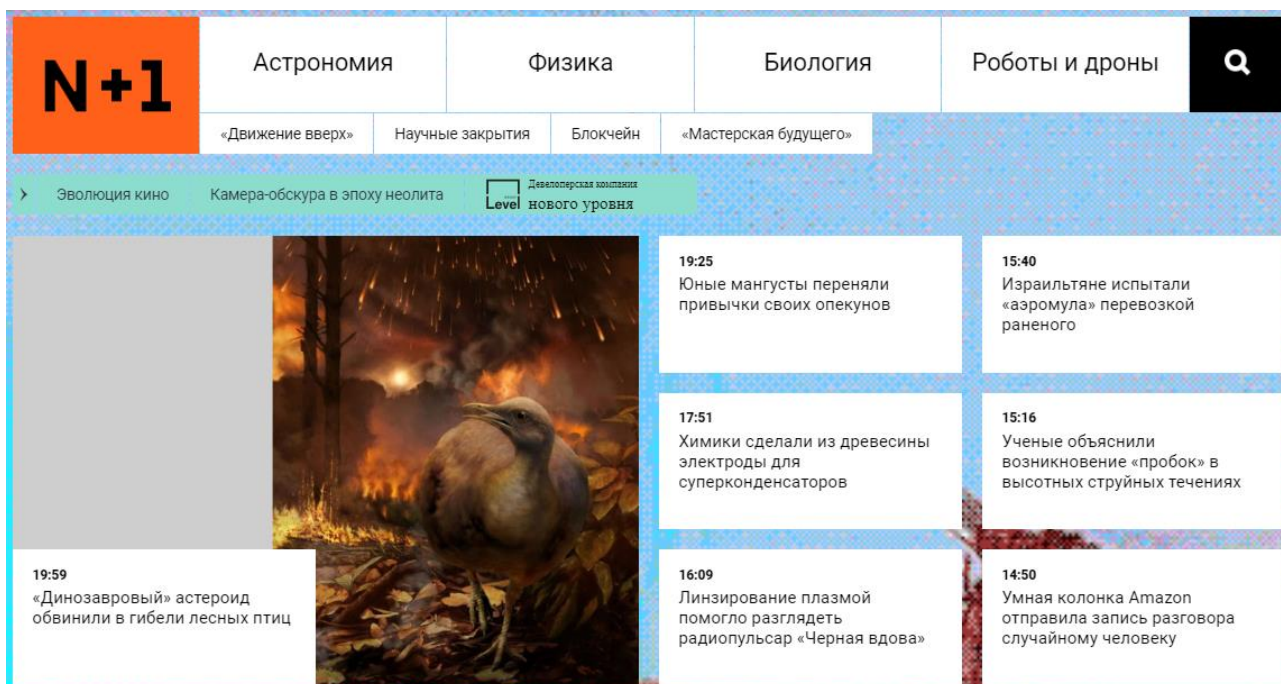 N+1
Астрономия
Физика
Биология
Роботы и дроны
«Движение вверх»
Научные закрытия
Блокчейн
«Мастерская будущего»
Эволюция кино
Камера-обскура в эпоху неолита
Level
Девелоперская компания
нового уровня
19:59
«Динозавровый» астероид
обвинили в гибели лесных птиц
19:25
Юные мангусты переняли
привычки своих опекунов
15:40
Израильтяне испытали
«аэромула» перевозкой
раненого
17:51
Химики сделали из древесины
электроды для
суперконденсаторов
15:16
Ученые объяснили
возникновение «пробок» в
высотных струйных течениях
16:09
Линзирование плазмой
помогло разглядеть
радиопульсар «Черная вдова»
14:50
Умная колонка Amazon
отправила запись разговора
случайному человеку